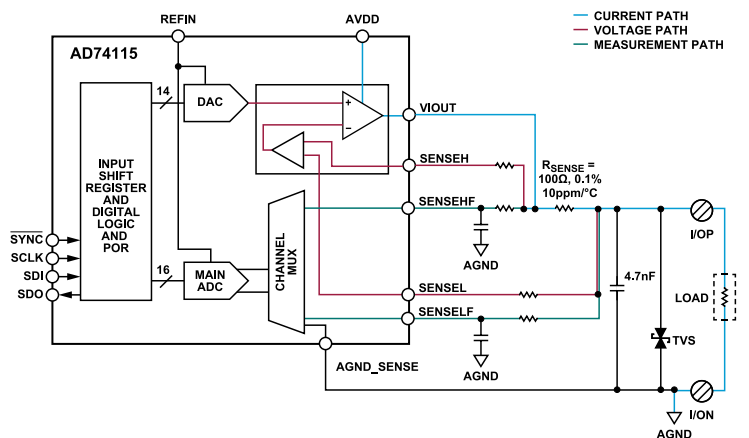 REFIN
AVDD
CURRENT PATH
VOLTAGE PATH
MEASUREMENT PATH
AD74115
14
DAC
+
−
VIOUT
SENSEH
R_SENSE =
100Ω, 0.1%
10ppm/°C
INPUT
SHIFT
REGISTER
AND
DIGITAL
LOGIC
AND
POR
SENSEHF
AGND
I/OP
SYNC
SCLK
SDI
SDO
16
MAIN
ADC
CHANNEL
MUX
4.7nF
LOAD
SENSEL
SENSELF
AGND
TVS
AGND_SENSE
I/ON
AGND